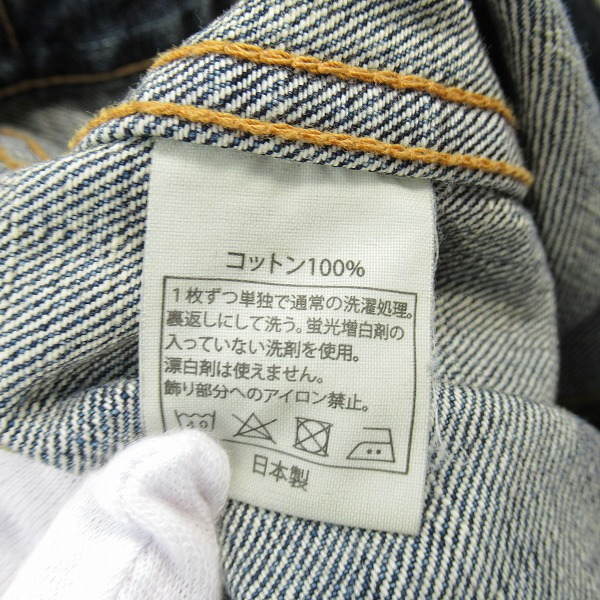 コットン100%
1枚ずつ単独で通常の洗濯処理。
裏返しにして洗う。蛍光増白剤の
入っていない洗剤を使用。
漂白剤は使えません。
飾り部分へのアイロン禁止。
40
日本製